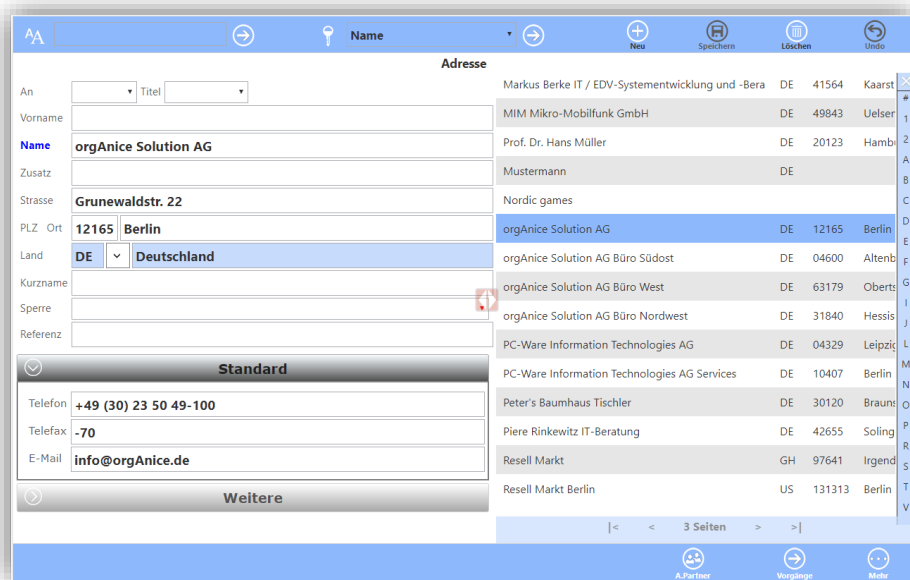 AA Name Neu Speichern Löschen Undo
Adresse
An Titel
Vorname
Name orgAnice Solution AG
Zusatz
Strasse Grunewaldstr. 22
PLZ Ort 12165 Berlin
Land DE Deutschland
Kurzname
Sperre
Referenz
Standard
Telefon +49 (30) 23 50 49-100
Telefax -70
E-Mail info@orgAnice.de
Weitere
Markus Berke IT / EDV-Systementwicklung und -Bera DE 41564 Kaarst
MIM Mikro-Mobilfunk GmbH DE 49843 Uelser
Prof. Dr. Hans Müller DE 20123 Hamb
Mustermann DE
Nordic games
orgAnice Solution AG DE 12165 Berlin
orgAnice Solution AG Büro Südost DE 04600 Altenb
orgAnice Solution AG Büro West DE 63179 Oberts
orgAnice Solution AG Büro Nordwest DE 31840 Hessis
PC-Ware Information Technologies AG DE 04329 Leipzig
PC-Ware Information Technologies AG Services DE 10407 Berlin
Peter's Baumhaus Tischler DE 30120 Brauns
Piere Rinkewitz IT-Beratung DE 42655 Soling
Resell Markt GH 97641 Irgend
Resell Markt Berlin US 131313 Berlin
|< < 3 Seiten > >|
#
1
2
A
B
C
D
E
F
G
I
J
L
M
N
O
P
R
S
T
V
A.Partner Vorgänge Mehr